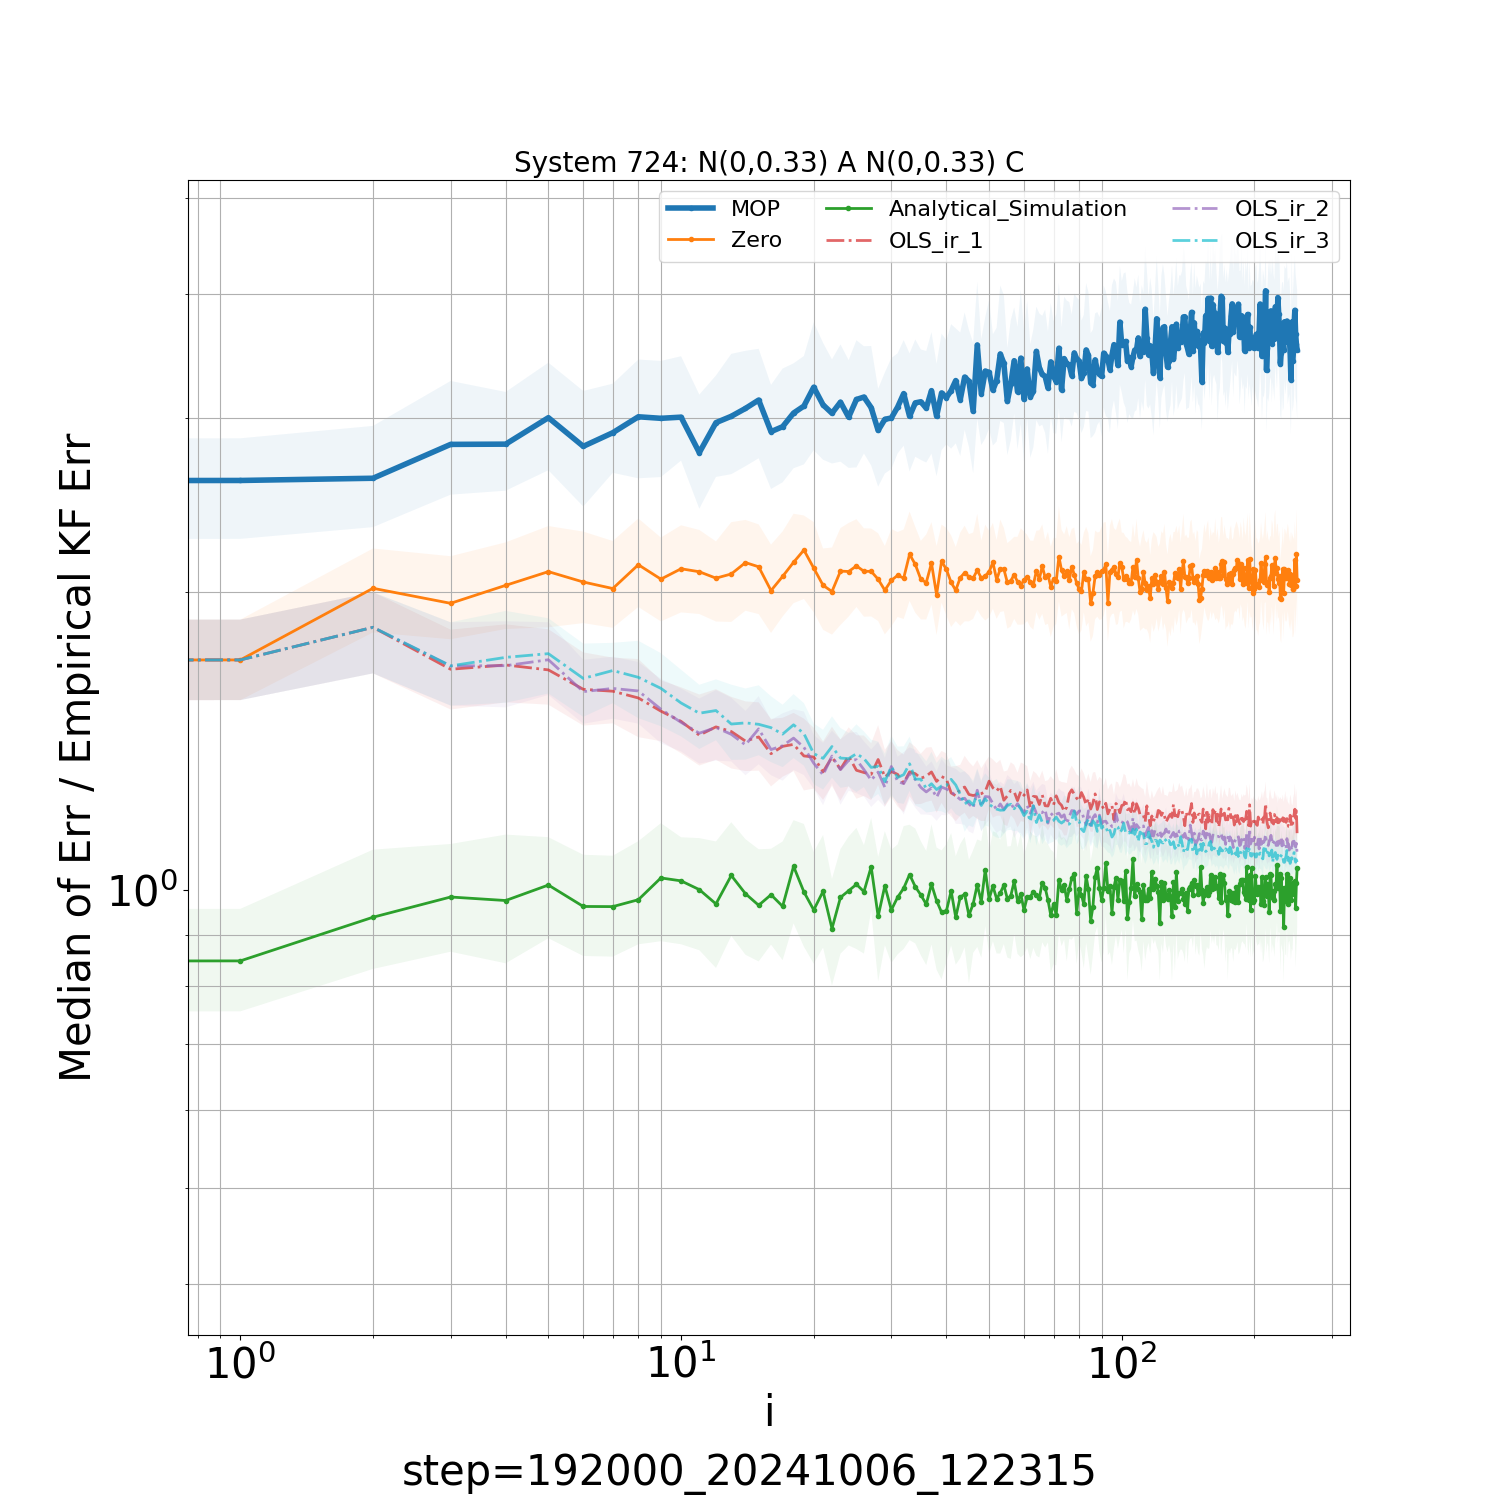 System 724: N(0,0.33) A N(0,0.33) C
MOP
Zero
Analytical_Simulation
OLS_ir_1
OLS_ir_2
OLS_ir_3
Median of Err / Empirical KF Err
10⁰
10⁰ 10¹ 10²
i
step=192000_20241006_122315